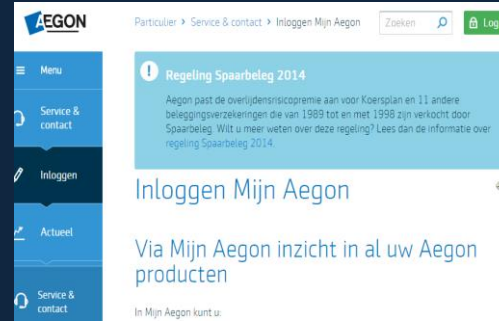 AEGON
Particulier > Service & contact > Inloggen Mijn Aegon
Zoeken
Log
Menu
Service &
contact
Inloggen
Actueel
Service &
contact
Regeling Spaarbeleg 2014
Aegon past de overlijdensrisicopremie aan voor Koersplan en 11 andere
beleggingsverzekeringen die van 1989 tot en met 1998 zijn verkocht door
Spaarbeleg. Wilt u meer weten over deze regeling? Lees dan de informatie over
regeling Spaarbeleg 2014.
Inloggen Mijn Aegon
Via Mijn Aegon inzicht in al uw Aegon
producten
In Mijn Aegon kunt u: